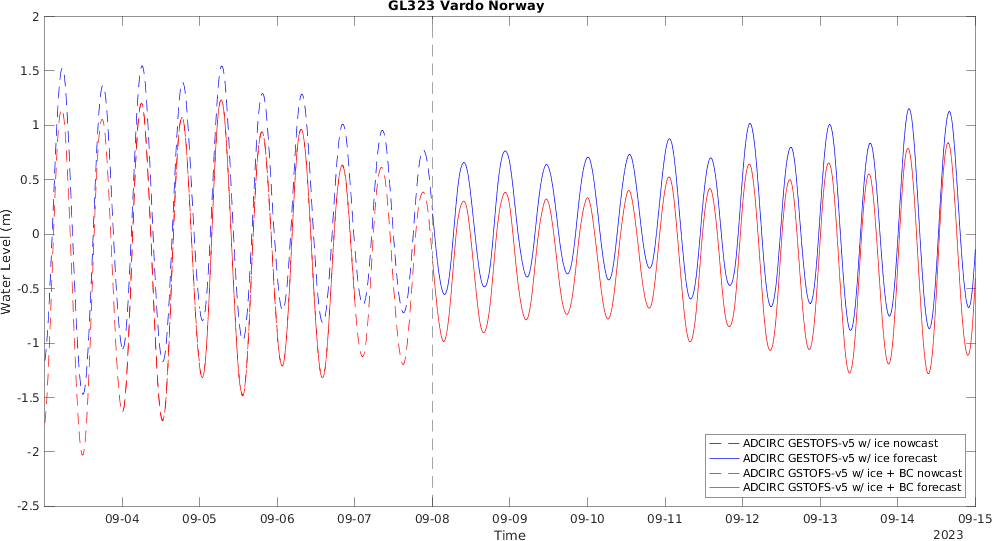 GL323 Vardo Norway
2
1.5
1
0.5
0
-0.5
-1
-1.5
-2
-2.5
Water Level (m)
ADCIRC GESTOFS-v5 w/ ice nowcast
ADCIRC GESTOFS-v5 w/ ice forecast
ADCIRC GSTOFS-v5 w/ ice + BC nowcast
ADCIRC GSTOFS-v5 w/ ice + BC forecast
09-04 09-05 09-06 09-07 09-08 09-09 09-10 09-11 09-12 09-13 09-14 09-15
Time
2023